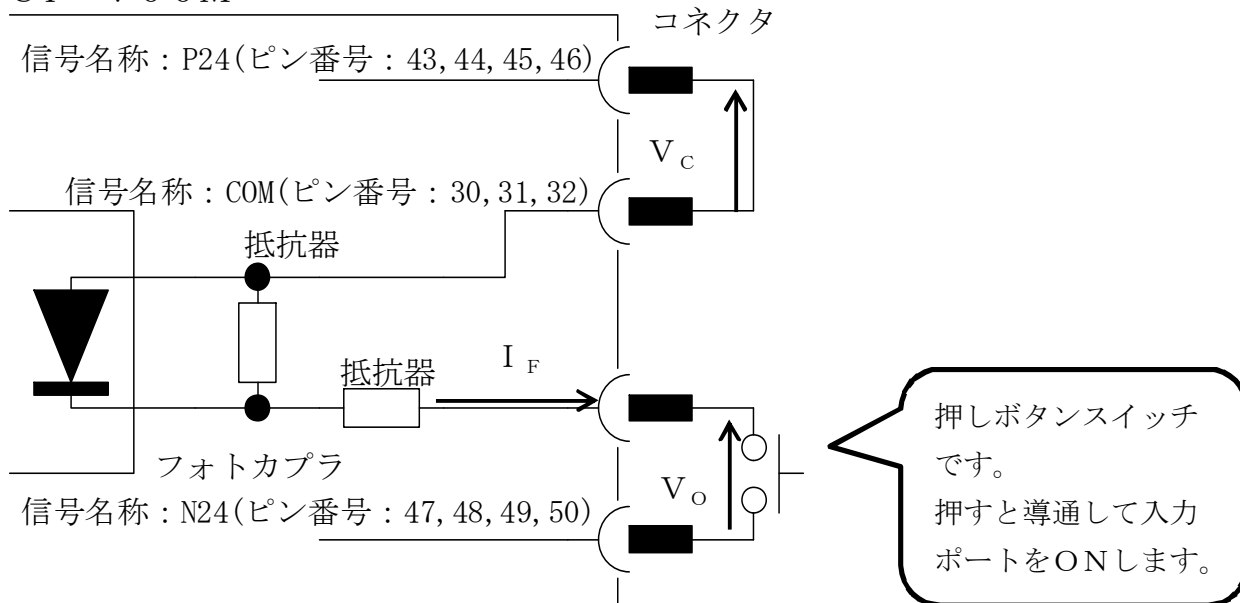 コネクタ
信号名称：P24(ピン番号：43,44,45,46)
V C
信号名称：COM(ピン番号：30,31,32)
抵抗器
I F
抵抗器
押しボタンスイッチ
です。
押すと導通して入力
ポートをONします。
フォトカプラ
V O
信号名称：N24(ピン番号：47,48,49,50)